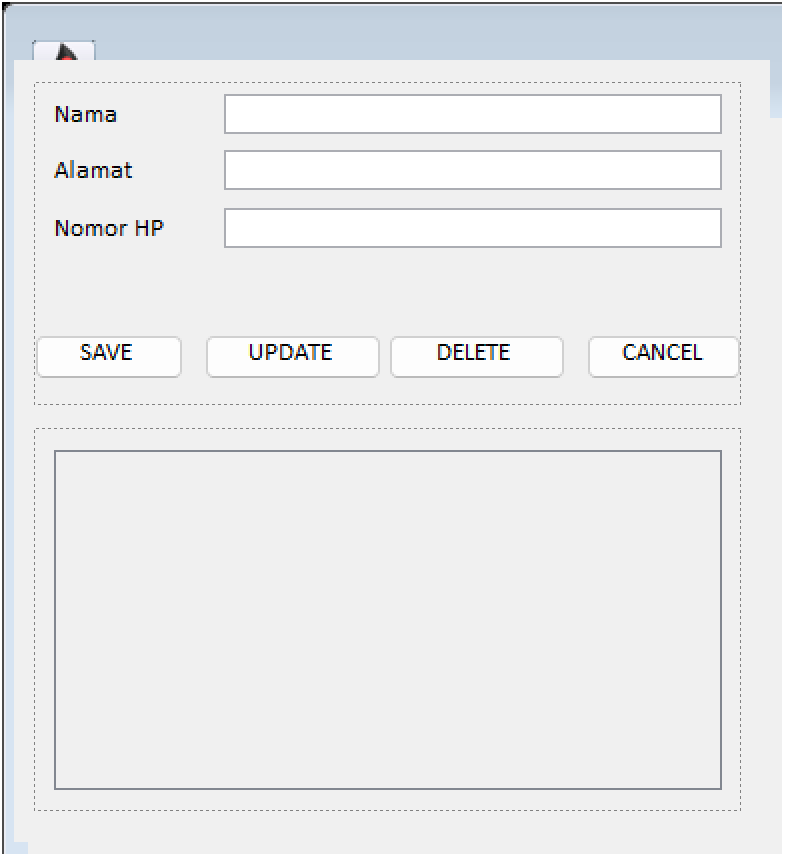 Nama
Alamat
Nomor HP
SAVE UPDATE DELETE CANCEL